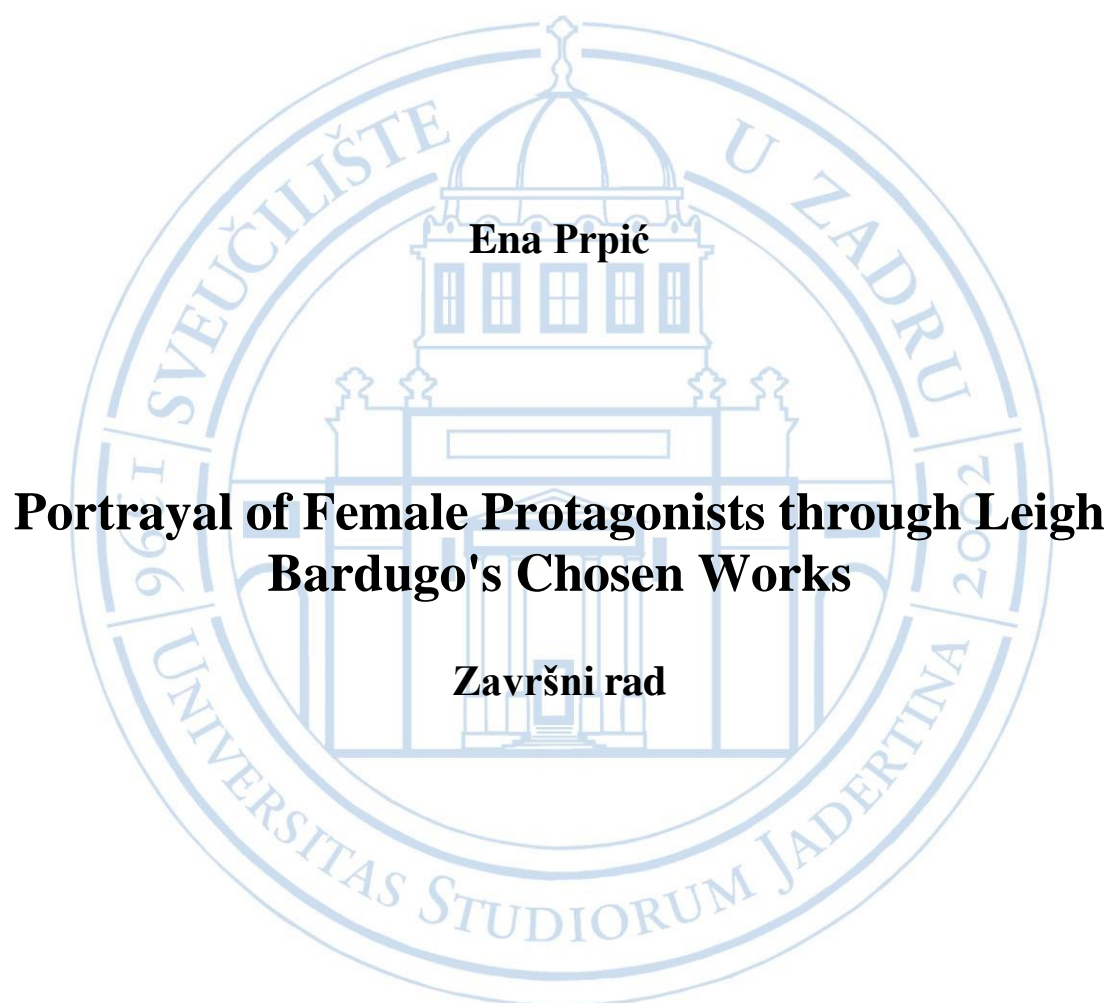 SVEUČILIŠTE U ZADRU
Ena Prpić
Portrayal of Female Protagonists through Leigh
Bardugo's Chosen Works
Završni rad
1396
2002
UNIVERSITAS STUDIORUM JADERTINA